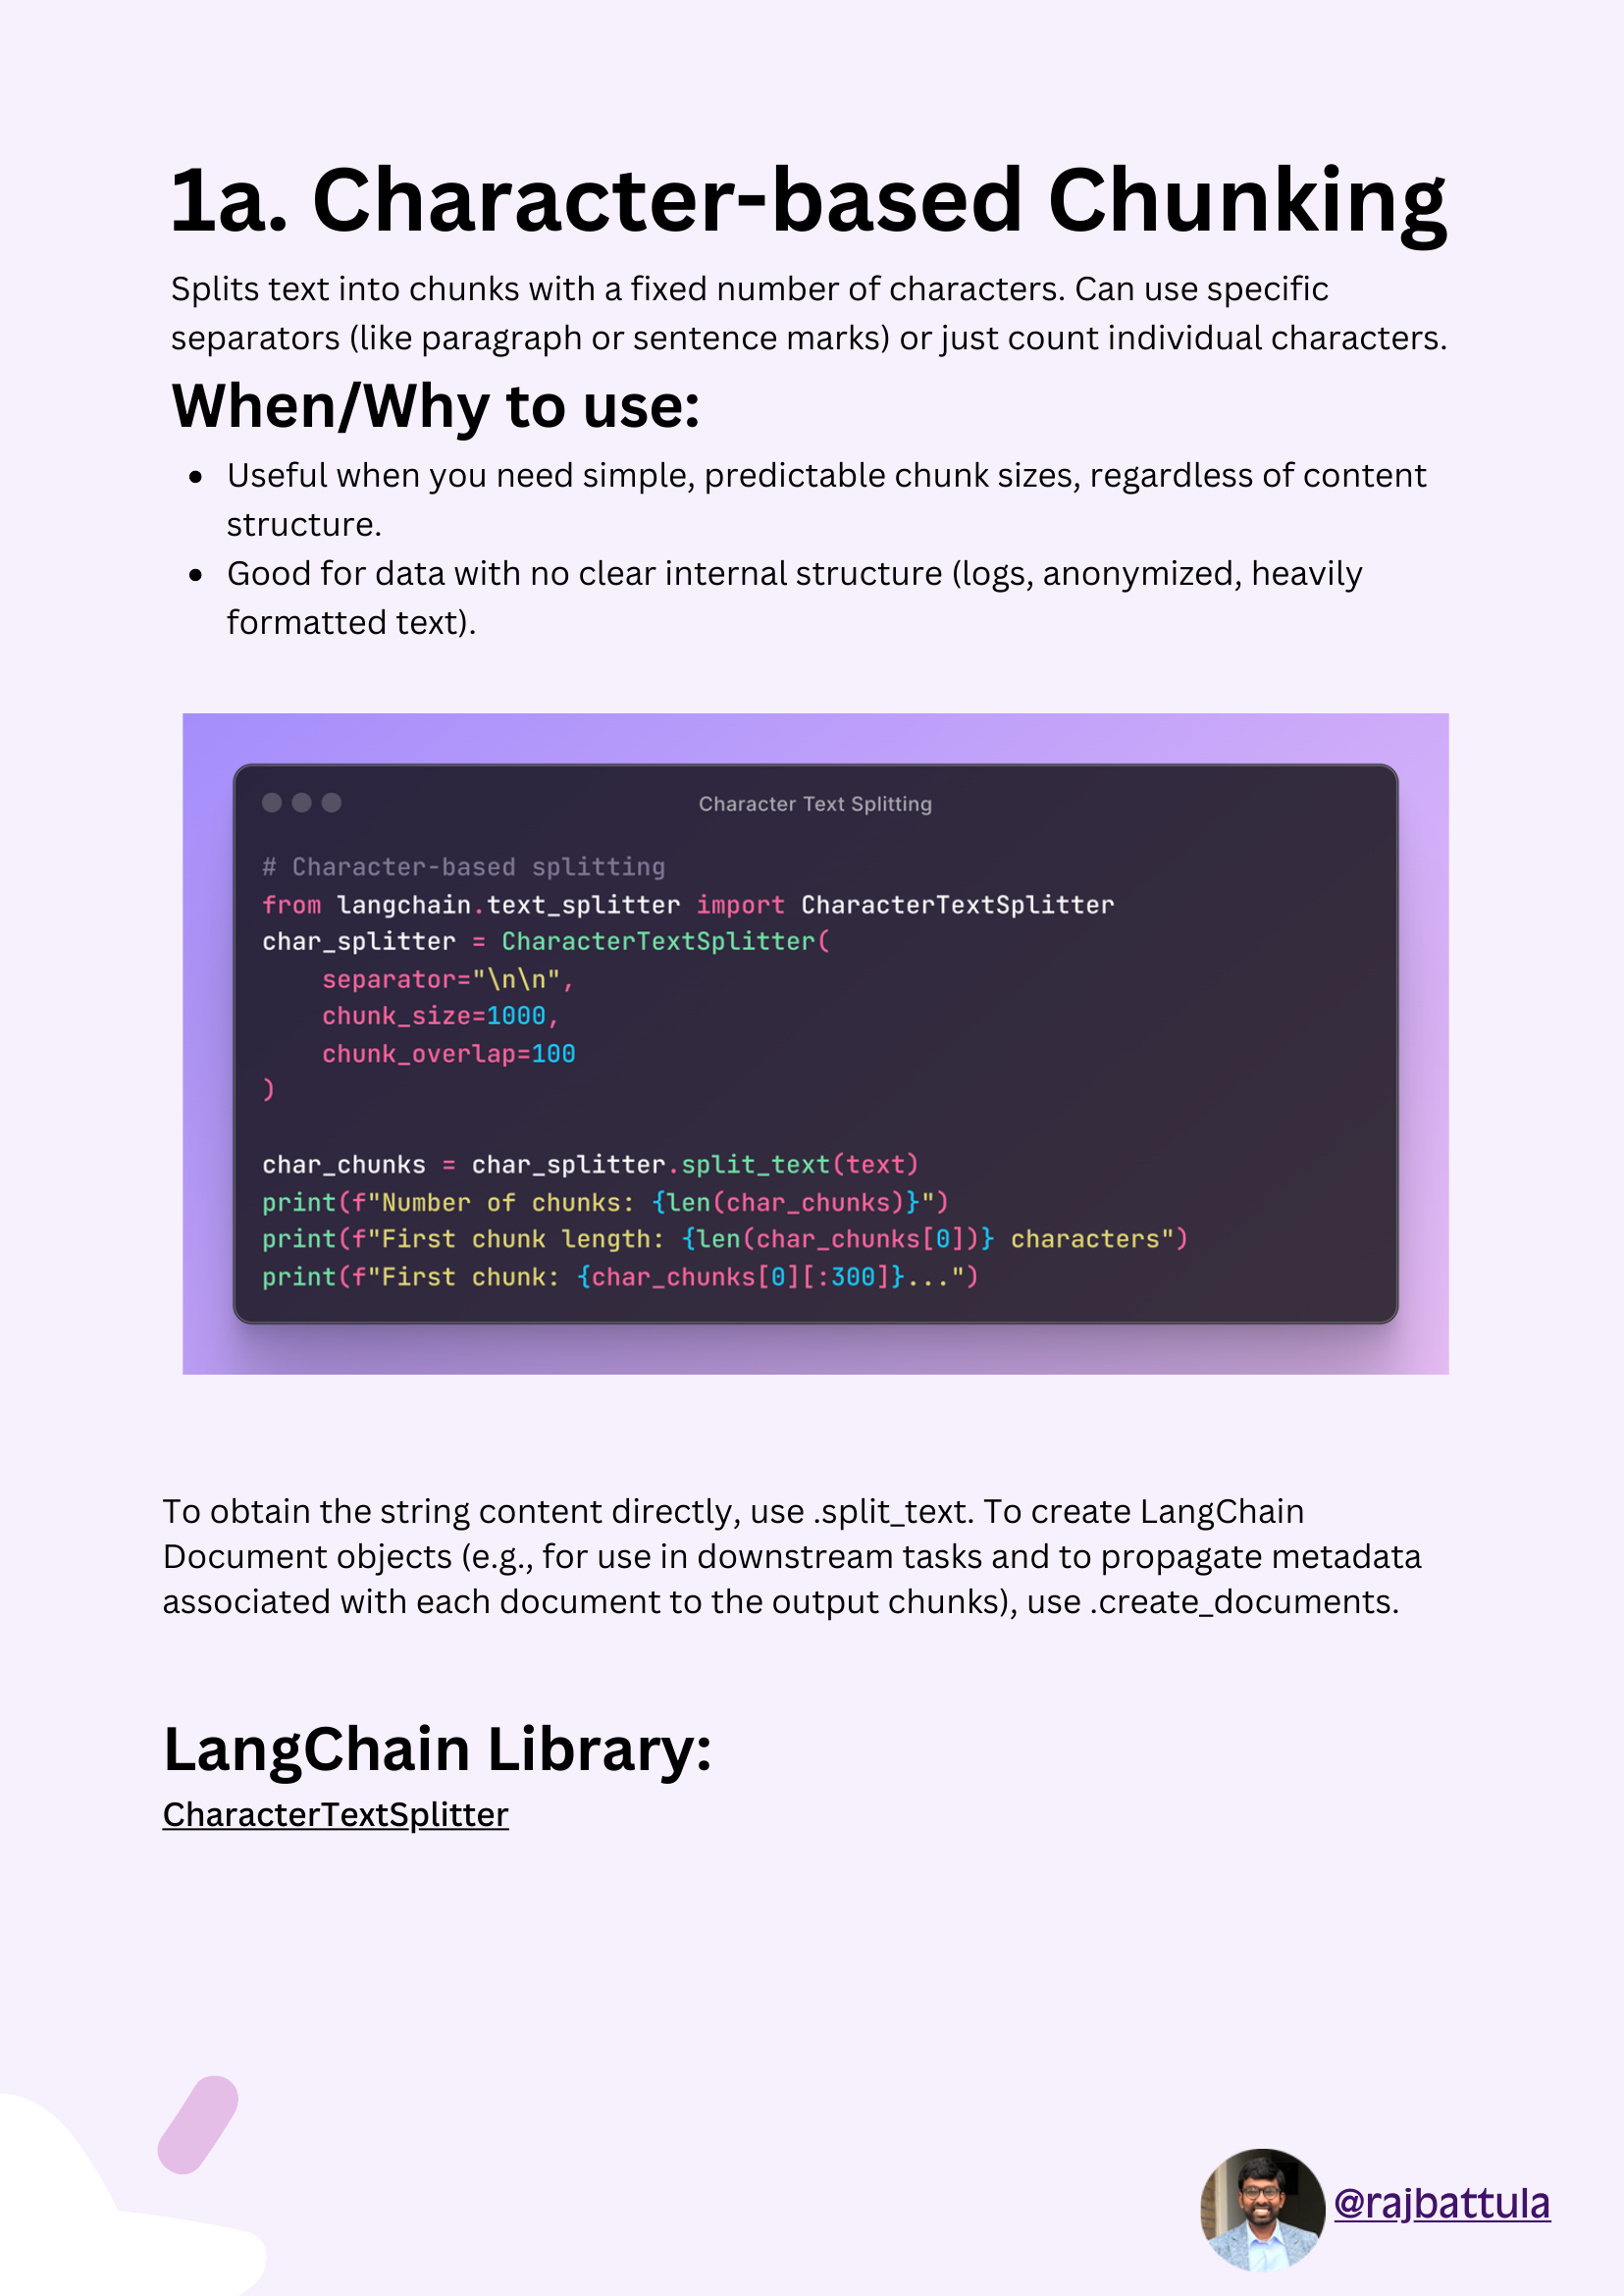 1a. Character-based Chunking
Splits text into chunks with a fixed number of characters. Can use specific
separators (like paragraph or sentence marks) or just count individual characters.
When/Why to use:
• Useful when you need simple, predictable chunk sizes, regardless of content
structure.
• Good for data with no clear internal structure (logs, anonymized, heavily
formatted text).
Character Text Splitting
# Character-based splitting
from langchain.text_splitter import CharacterTextSplitter
char_splitter = CharacterTextSplitter(
    separator="\n\n",
    chunk_size=1000,
    chunk_overlap=100
)
char_chunks = char_splitter.split_text(text)
print(f"Number of chunks: {len(char_chunks)}")
print(f"First chunk length: {len(char_chunks[0])} characters")
print(f"First chunk: {char_chunks[0][:300]}...")
To obtain the string content directly, use .split_text. To create LangChain
Document objects (e.g., for use in downstream tasks and to propagate metadata
associated with each document to the output chunks), use .create_documents.
LangChain Library:
CharacterTextSplitter
@rajbattula